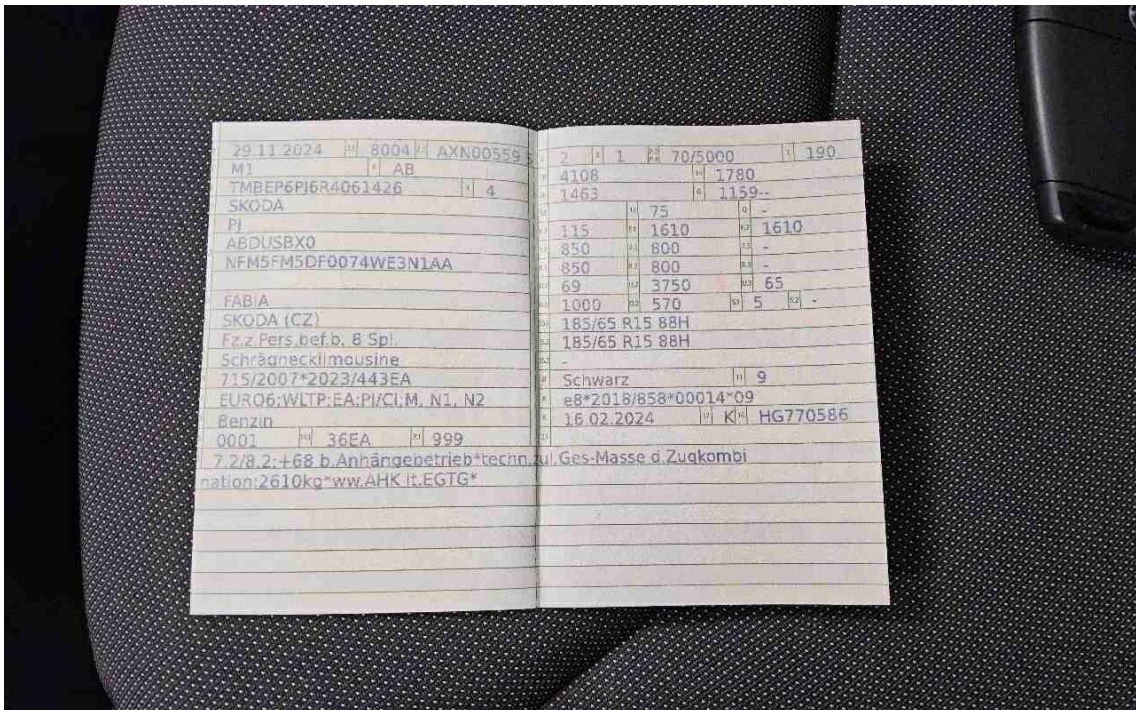 29.11.2024 8004 AXN00559 5
M1 AB
TMBEP6PJ6R4061426 4
SKODA
PJ
ABDUSBX0
NFM5FM5DF0074WE3N1AA
FABIA
SKODA (CZ)
Fz.z.Pers.bef.b. 8 Spl.
Schräghecklimousine
715/2007*2023/443EA
EURO6;WLTP;EA;PJ/CI;M, N1, N2
Benzin
0001 36EA 999
2 1 70/5000 190
4108 1780
1463 1159--
75 -
115 1610 1610
850 800 -
850 800 -
69 3750 65
1000 570 5 -
185/65 R15 88H
185/65 R15 88H
-
Schwarz 9
e8*2018/858*00014*09
16.02.2024 K HG770586
7.2/8.2:+68 b.Anhängebetrieb*techn.zul.Ges-Masse d.Zugkombi
nation:2610kg*ww.AHK lt.EGTG*